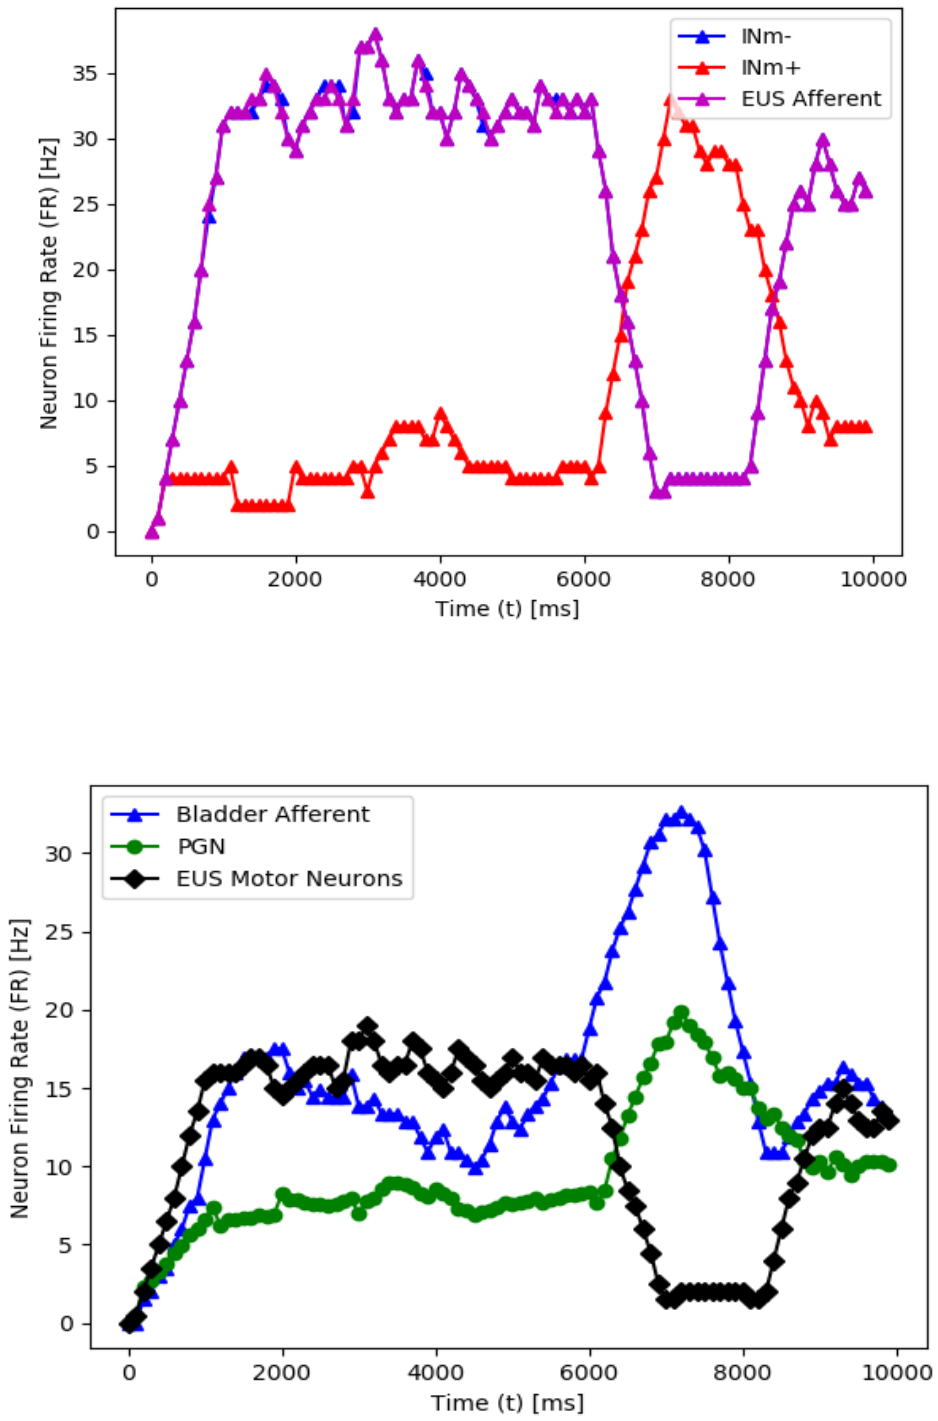 INm-
INm+
EUS Afferent
35
30
25
20
15
10
5
0
Neuron Firing Rate (FR) [Hz]
0 2000 4000 6000 8000 10000
Time (t) [ms]
Bladder Afferent
PGN
EUS Motor Neurons
30
25
20
15
10
5
0
Neuron Firing Rate (FR) [Hz]
0 2000 4000 6000 8000 10000
Time (t) [ms]